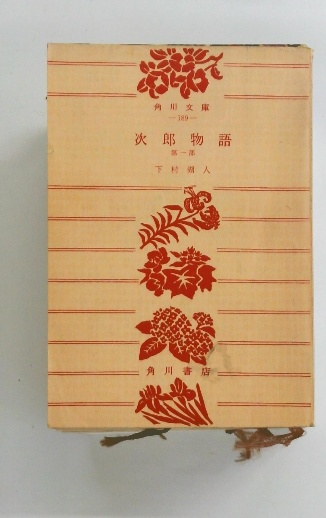 角川文庫
—189—
次郎物語
第一部
下村湖人
角川書店